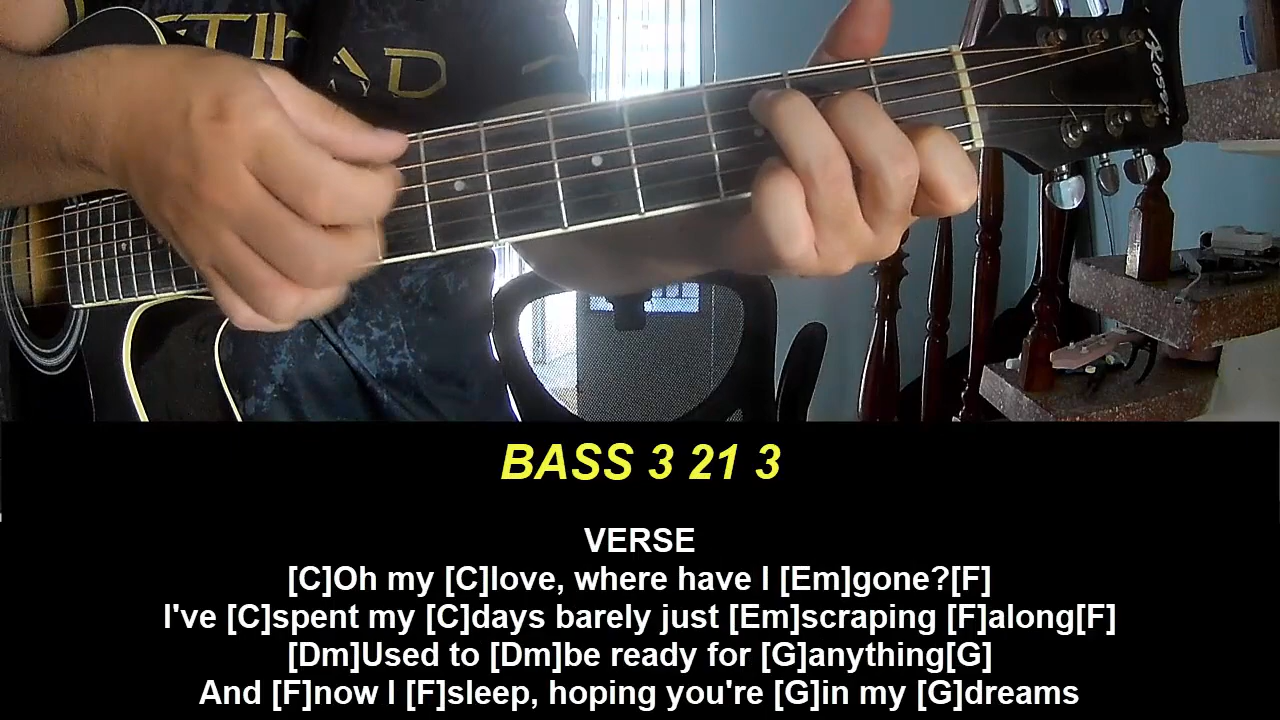 BASS 3 21 3
VERSE
[C]Oh my [C]love, where have I [Em]gone?[F]
I've [C]spent my [C]days barely just [Em]scraping [F]along[F]
[Dm]Used to [Dm]be ready for [G]anything[G]
And [F]now I [F]sleep, hoping you're [G]in my [G]dreams